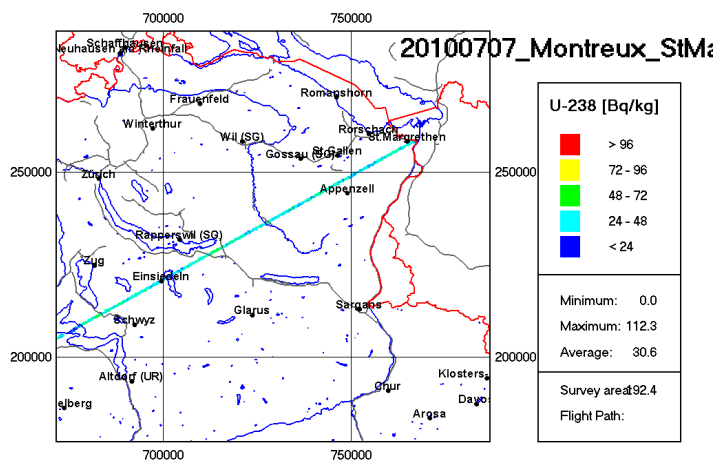 700000 750000
20100707_Montreux_StMa
Schaffhausen
Neuhausen am Rheinfall
Frauenfeld
Romanshorn
Winterthur
Rorschach
Wil (SG)
St.Margrethen
St.Gallen
Gossau (SG)
250000 250000
Zürich
Appenzell
Rapperswil (SG)
Zug
Einsiedeln
Sargans
Glarus
Schwyz
200000 200000
Altdorf (UR)
Klosters-
Chur
elberg
Davos
Arosa
700000 750000
U-238 [Bq/kg]
> 96
72 - 96
48 - 72
24 - 48
< 24
Minimum: 0.0
Maximum: 112.3
Average: 30.6
Survey area: 192.4
Flight Path: